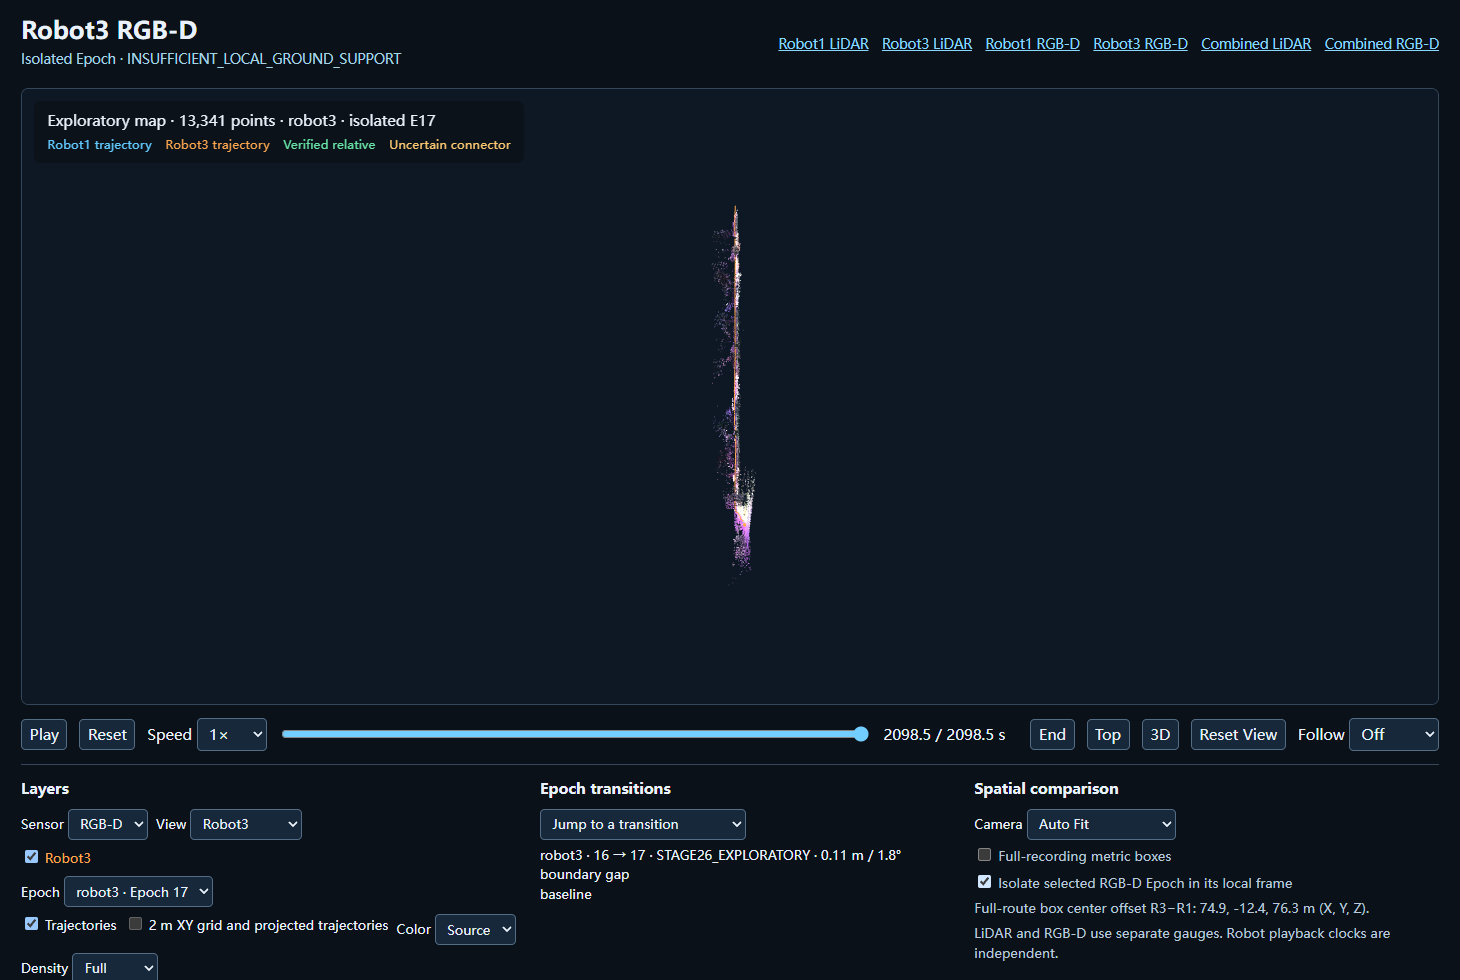 Robot3 RGB-D
Isolated Epoch · INSUFFICIENT_LOCAL_GROUND_SUPPORT
Robot1 LiDAR Robot3 LiDAR Robot1 RGB-D Robot3 RGB-D Combined LiDAR Combined RGB-D
Exploratory map · 13,341 points · robot3 · isolated E17
Robot1 trajectory Robot3 trajectory Verified relative Uncertain connector
Play Reset Speed 1× 2098.5 / 2098.5 s End Top 3D Reset View Follow Off
Layers
Sensor RGB-D View Robot3
Robot3
Epoch robot3 · Epoch 17
Trajectories 2 m XY grid and projected trajectories Color Source
Density Full
Epoch transitions
Jump to a transition
robot3 · 16 → 17 · STAGE26_EXPLORATORY · 0.11 m / 1.8°
boundary gap
baseline
Spatial comparison
Camera Auto Fit
Full-recording metric boxes
Isolate selected RGB-D Epoch in its local frame
Full-route box center offset R3−R1: 74.9, -12.4, 76.3 m (X, Y, Z).
LiDAR and RGB-D use separate gauges. Robot playback clocks are
independent.